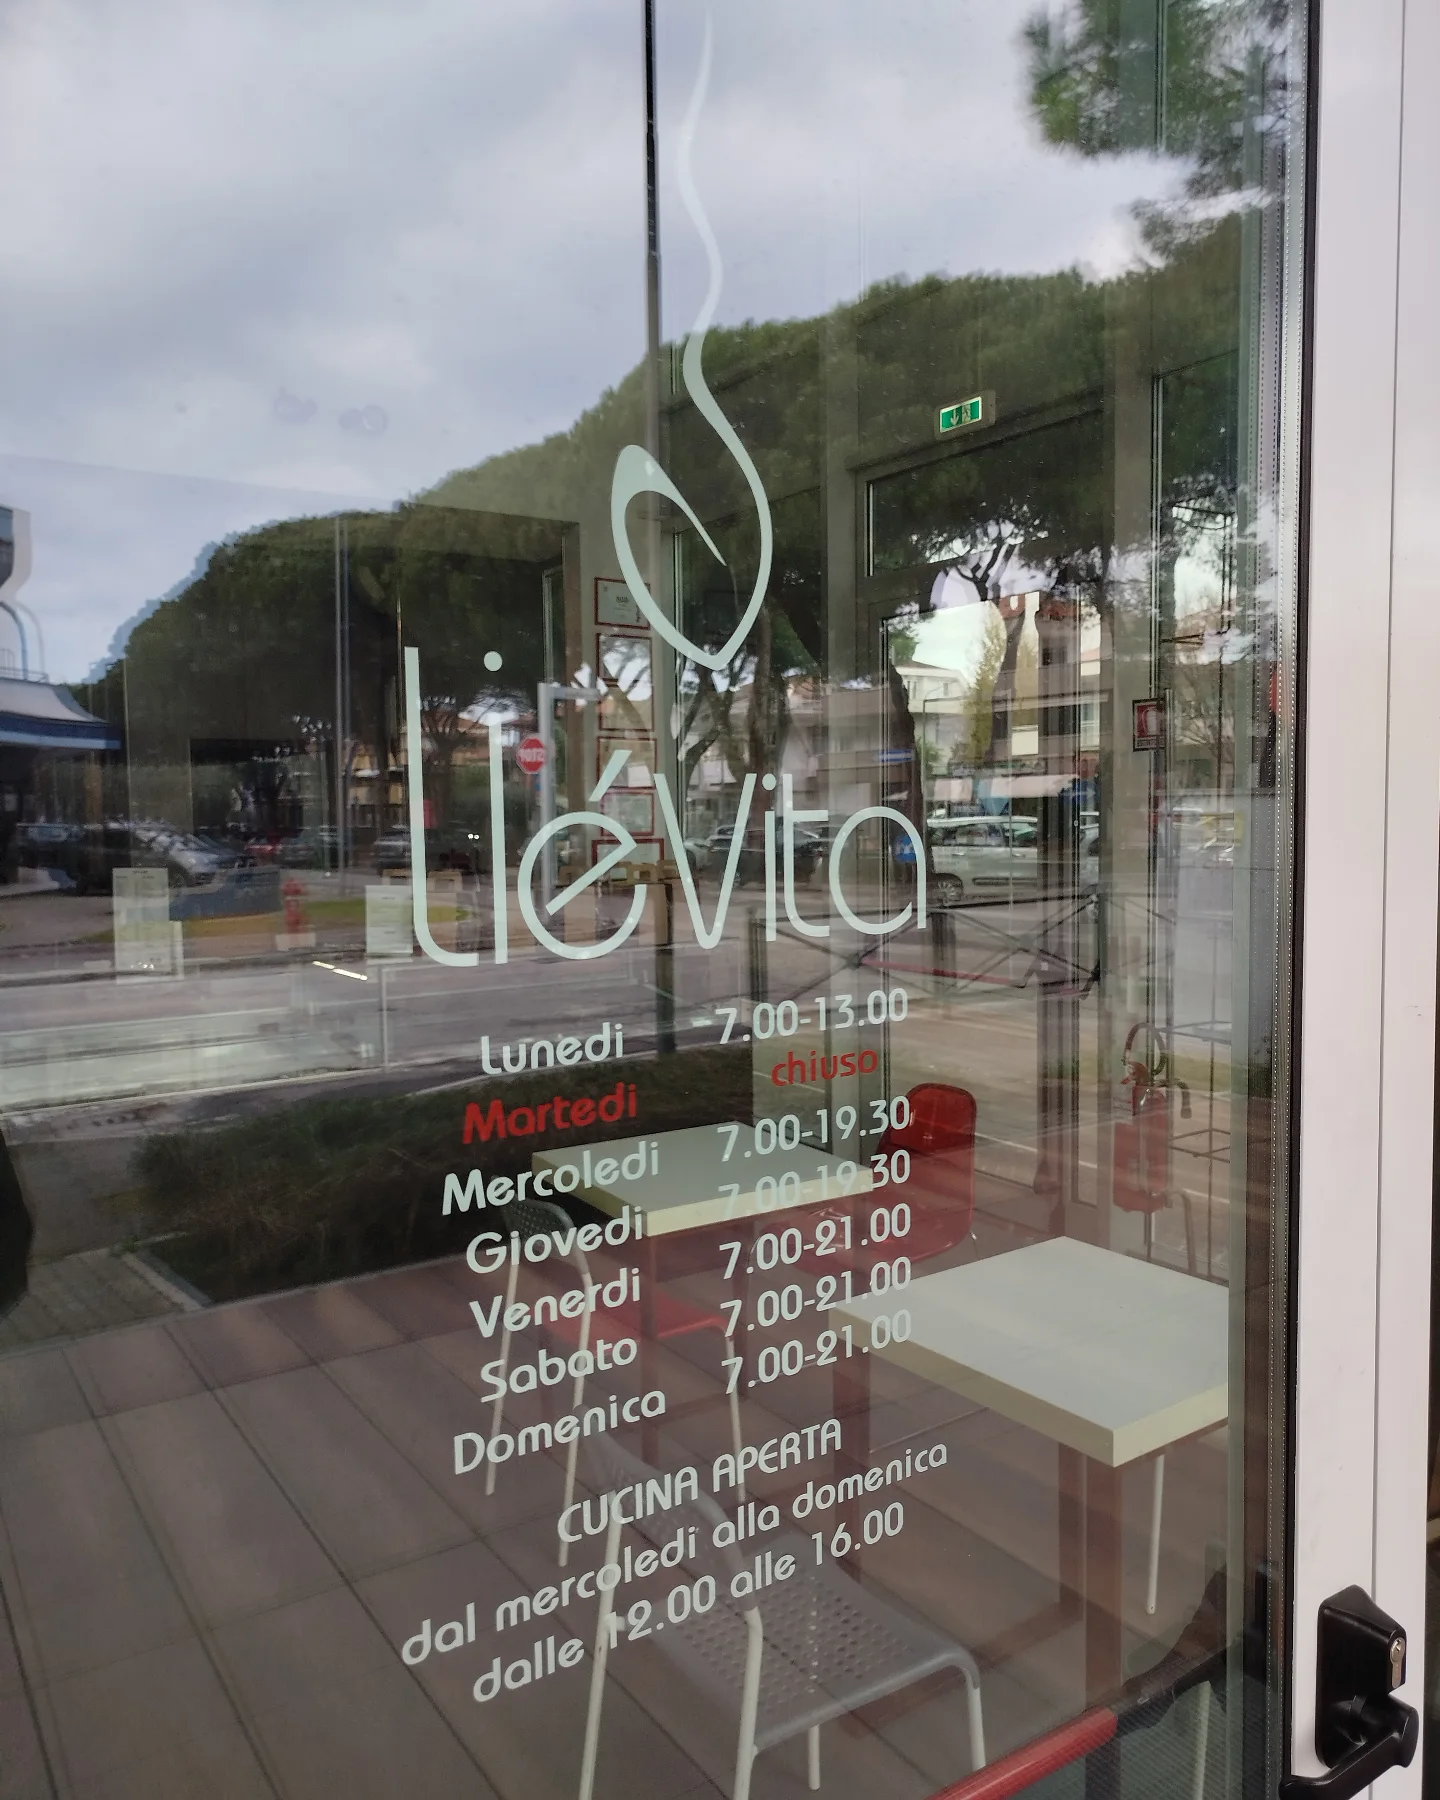 liévita
Lunedi 7.00-13.00
Martedi chiuso
Mercoledi 7.00-19.30
Giovedi 7.00-19.30
Venerdi 7.00-21.00
Sabato 7.00-21.00
Domenica 7.00-21.00
CUCINA APERTA
dal mercoledi alla domenica
dalle 12.00 alle 16.00